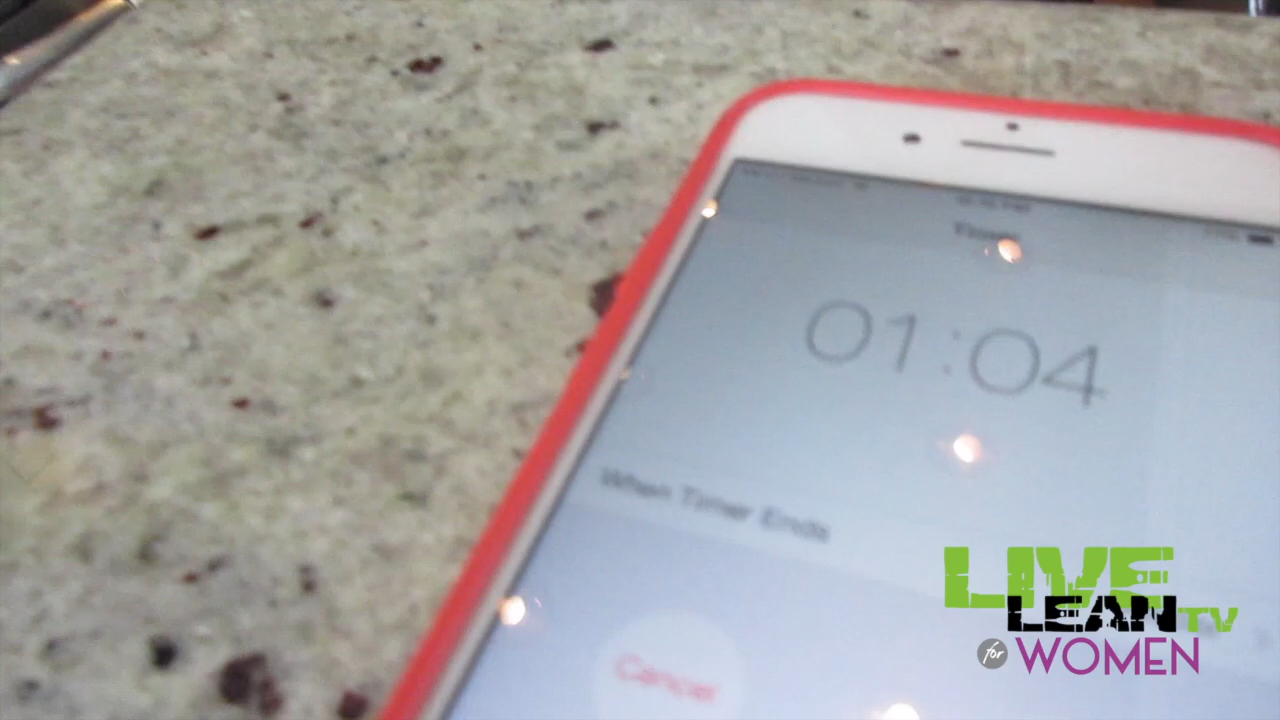 Timer
01:04
When Timer Ends
Cancel
LIVE
LEAN TV
for WOMEN